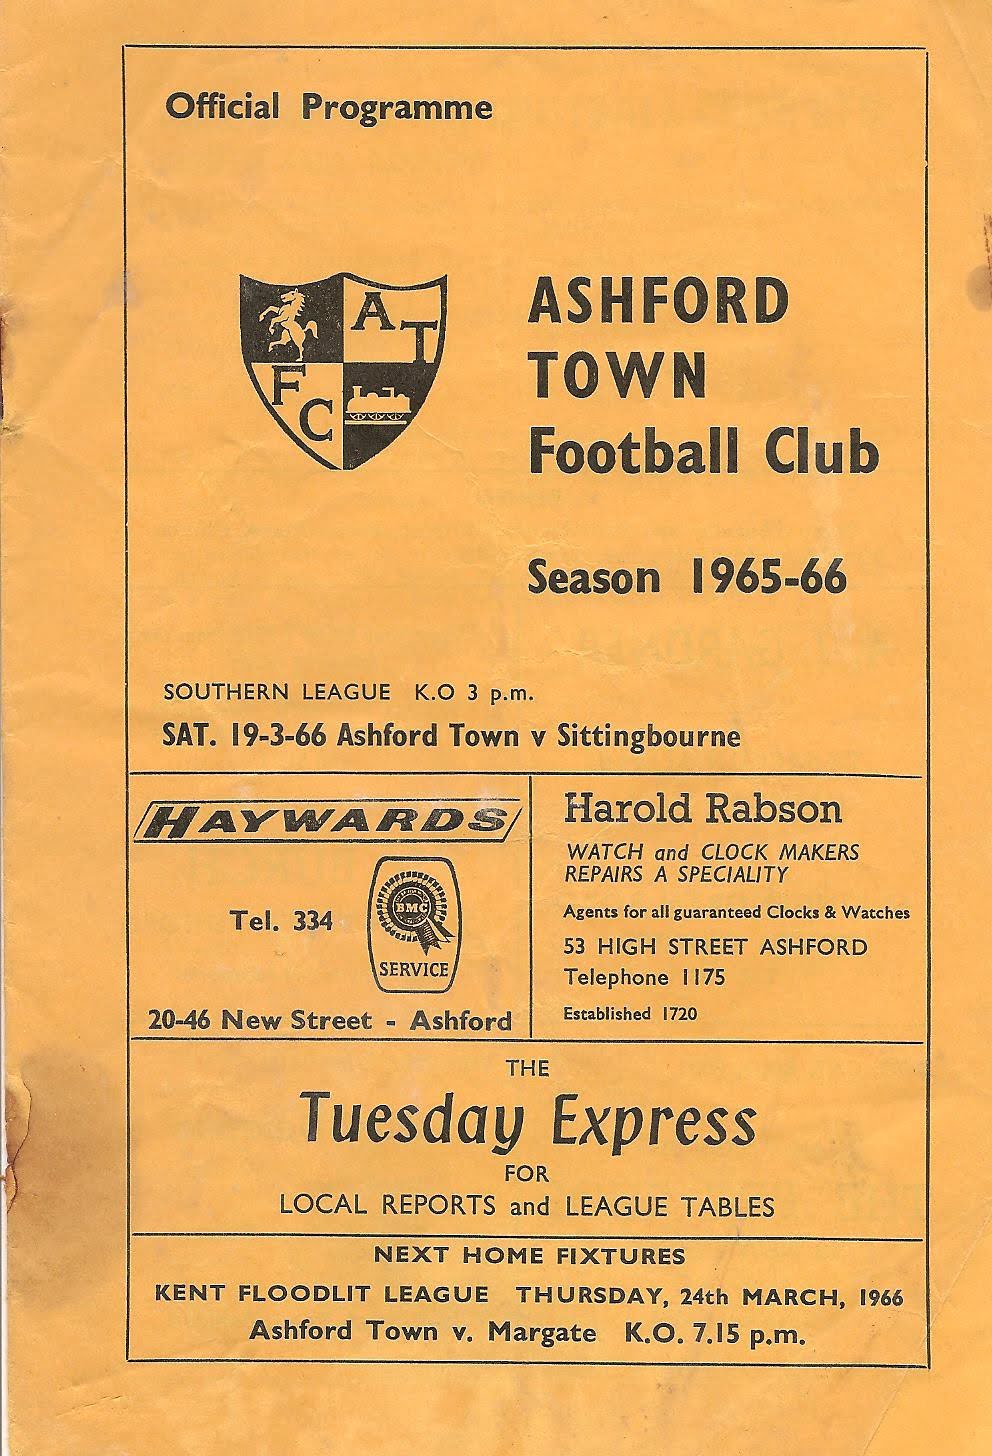 Official Programme
A T
F C
ASHFORD
TOWN
Football Club
Season 1965-66
SOUTHERN LEAGUE K.O 3 p.m.
SAT. 19-3-66 Ashford Town v Sittingbourne
HAYWARDS
Tel. 334
BMC
SERVICE
20-46 New Street - Ashford
Harold Rabson
WATCH and CLOCK MAKERS
REPAIRS A SPECIALITY
Agents for all guaranteed Clocks & Watches
53 HIGH STREET ASHFORD
Telephone 1175
Established 1720
THE
Tuesday Express
FOR
LOCAL REPORTS and LEAGUE TABLES
NEXT HOME FIXTURES
KENT FLOODLIT LEAGUE THURSDAY, 24th MARCH, 1966
Ashford Town v. Margate K.O. 7.15 p.m.